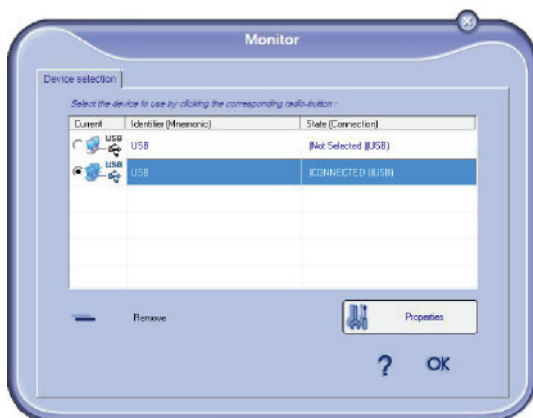 Monitor
Device selection
Select the device to use by clicking the corresponding radio-button :
Current Identifier (Mnemonic) State (Connection)
USB USB |Not Selected |(USB)
USB USB |CONNECTED |(USB)
Remove Properties
? OK